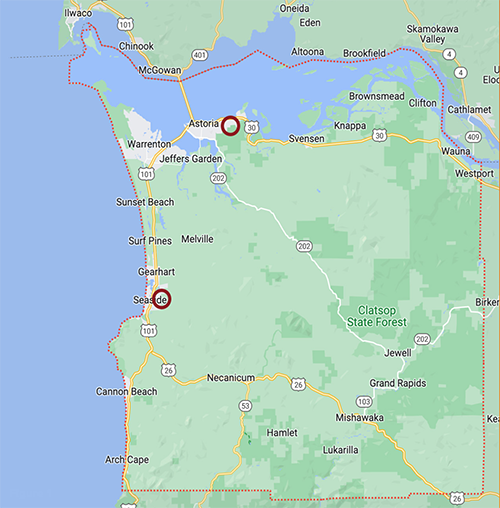 Oneida
Ilwaco
101
Eden
Skamokawa
Valley
Chinook
401
Altoona
Brookfield
4
McGowan
4
Brownsmead
Clifton
Cathlamet
Astoria
30
Knappa
Svensen
30
409
Warrenton
Wauna
Jeffers Garden
101
202
Westport
Sunset Beach
Surf Pines
Melville
202
Gearhart
Seaside
Clatsop
State Forest
Birken
101
202
Jewell
26
Necanicum
26
Grand Rapids
Cannon Beach
103
53
Mishawaka
Hamlet
Lukarilla
Arch Cape
26